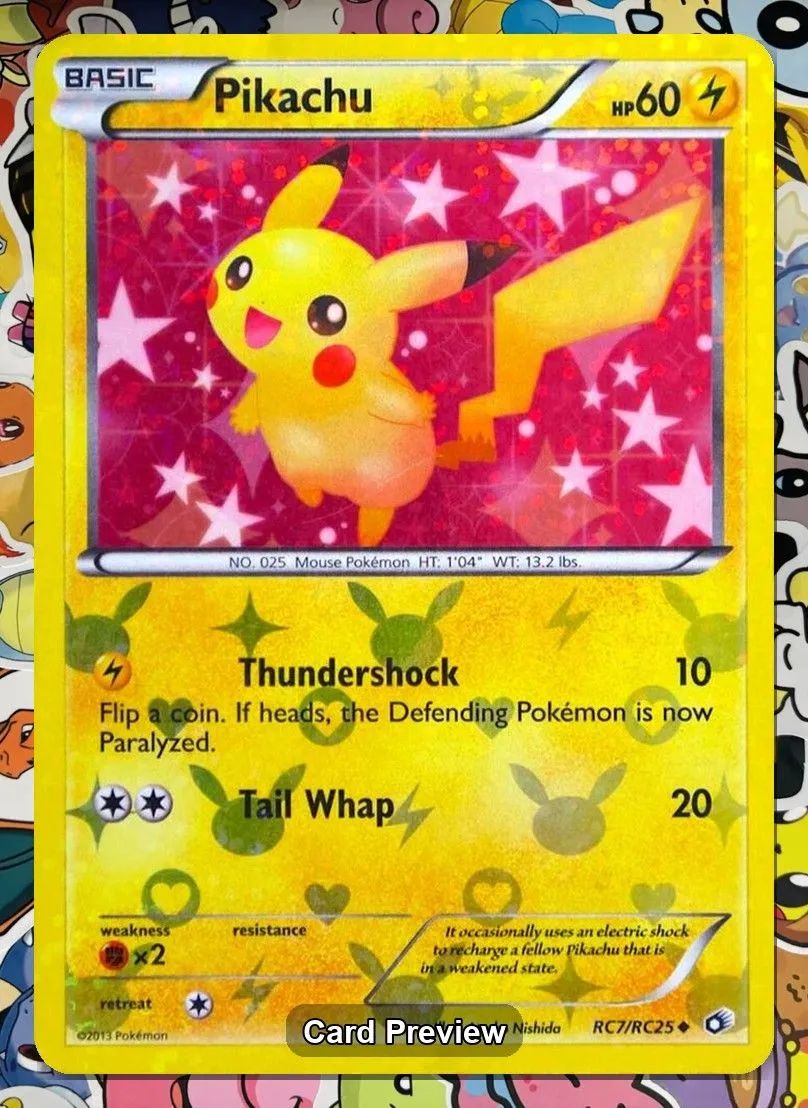 BASIC
Pikachu
HP60
NO. 025 Mouse Pokémon HT: 1'04" WT: 13.2 lbs.
Thundershock 10
Flip a coin. If heads, the Defending Pokémon is now
Paralyzed.
Tail Whap 20
weakness resistance
×2
It occasionally uses an electric shock
to recharge a fellow Pikachu that is
in a weakened state.
retreat
©2013 Pokémon
Nishida RC7/RC25
Card Preview